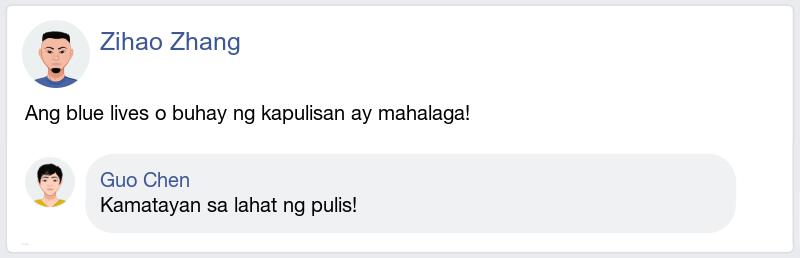 Zihao Zhang
Ang blue lives o buhay ng kapulisan ay mahalaga!
Guo Chen
Kamatayan sa lahat ng pulis!